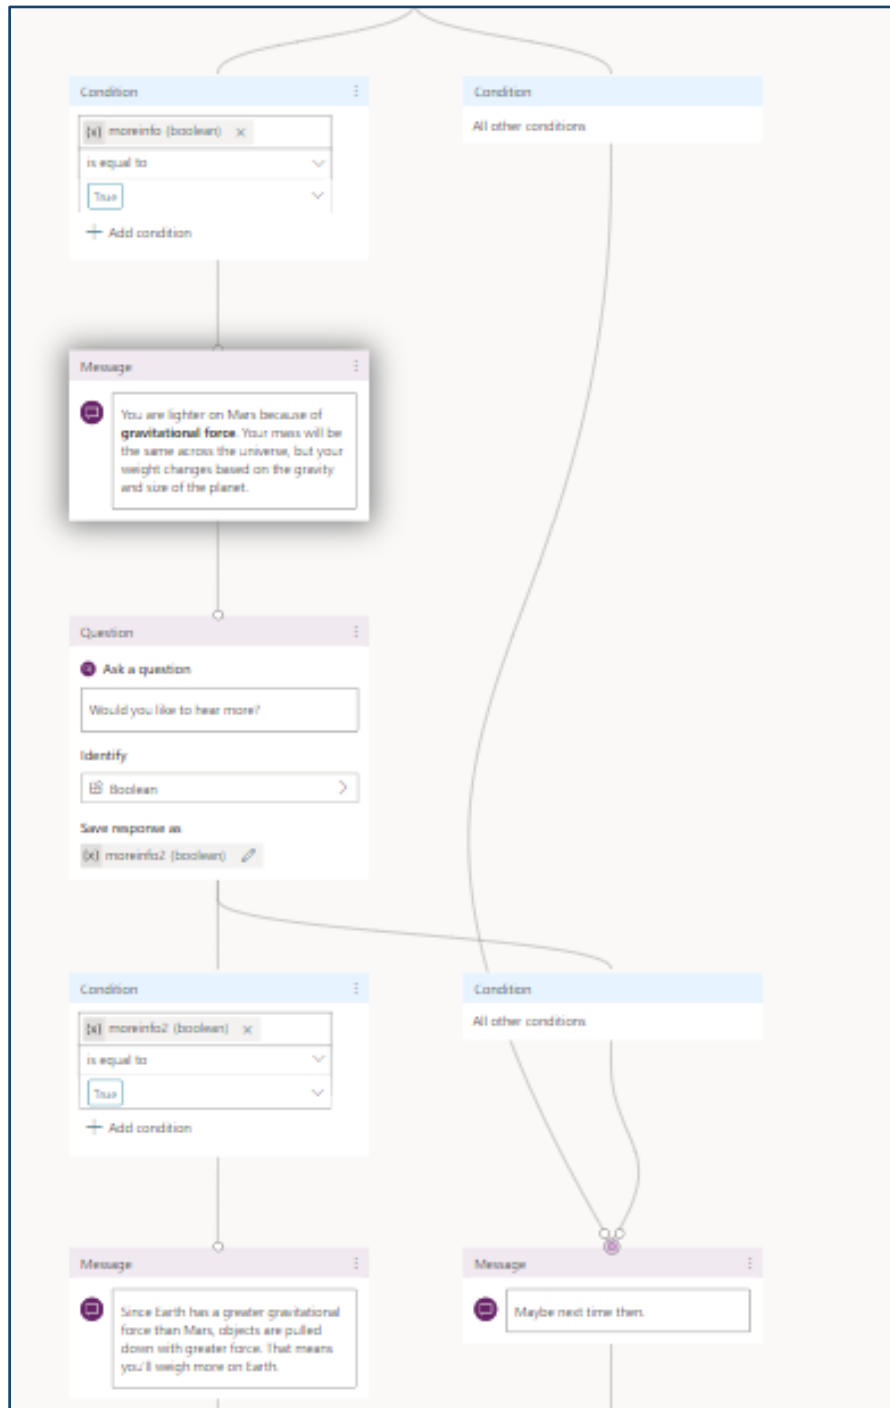 Condition
Condition
{x} moreinfo (boolean) ×
All other conditions
is equal to
True
Add condition
Message
You are lighter on Mars because of
gravitational force. Your mass will be
the same across the universe, but your
weight changes based on the gravity
and size of the planet.
Question
Ask a question
Would you like to hear more?
Identify
Boolean
Save response as
{x} moreinfo2 (boolean)
Condition
Condition
{x} moreinfo2 (boolean) ×
All other conditions
is equal to
True
Add condition
Message
Message
Since Earth has a greater gravitational
force than Mars, objects are pulled
down with greater force. That means
you'll weigh more on Earth.
Maybe next time then.